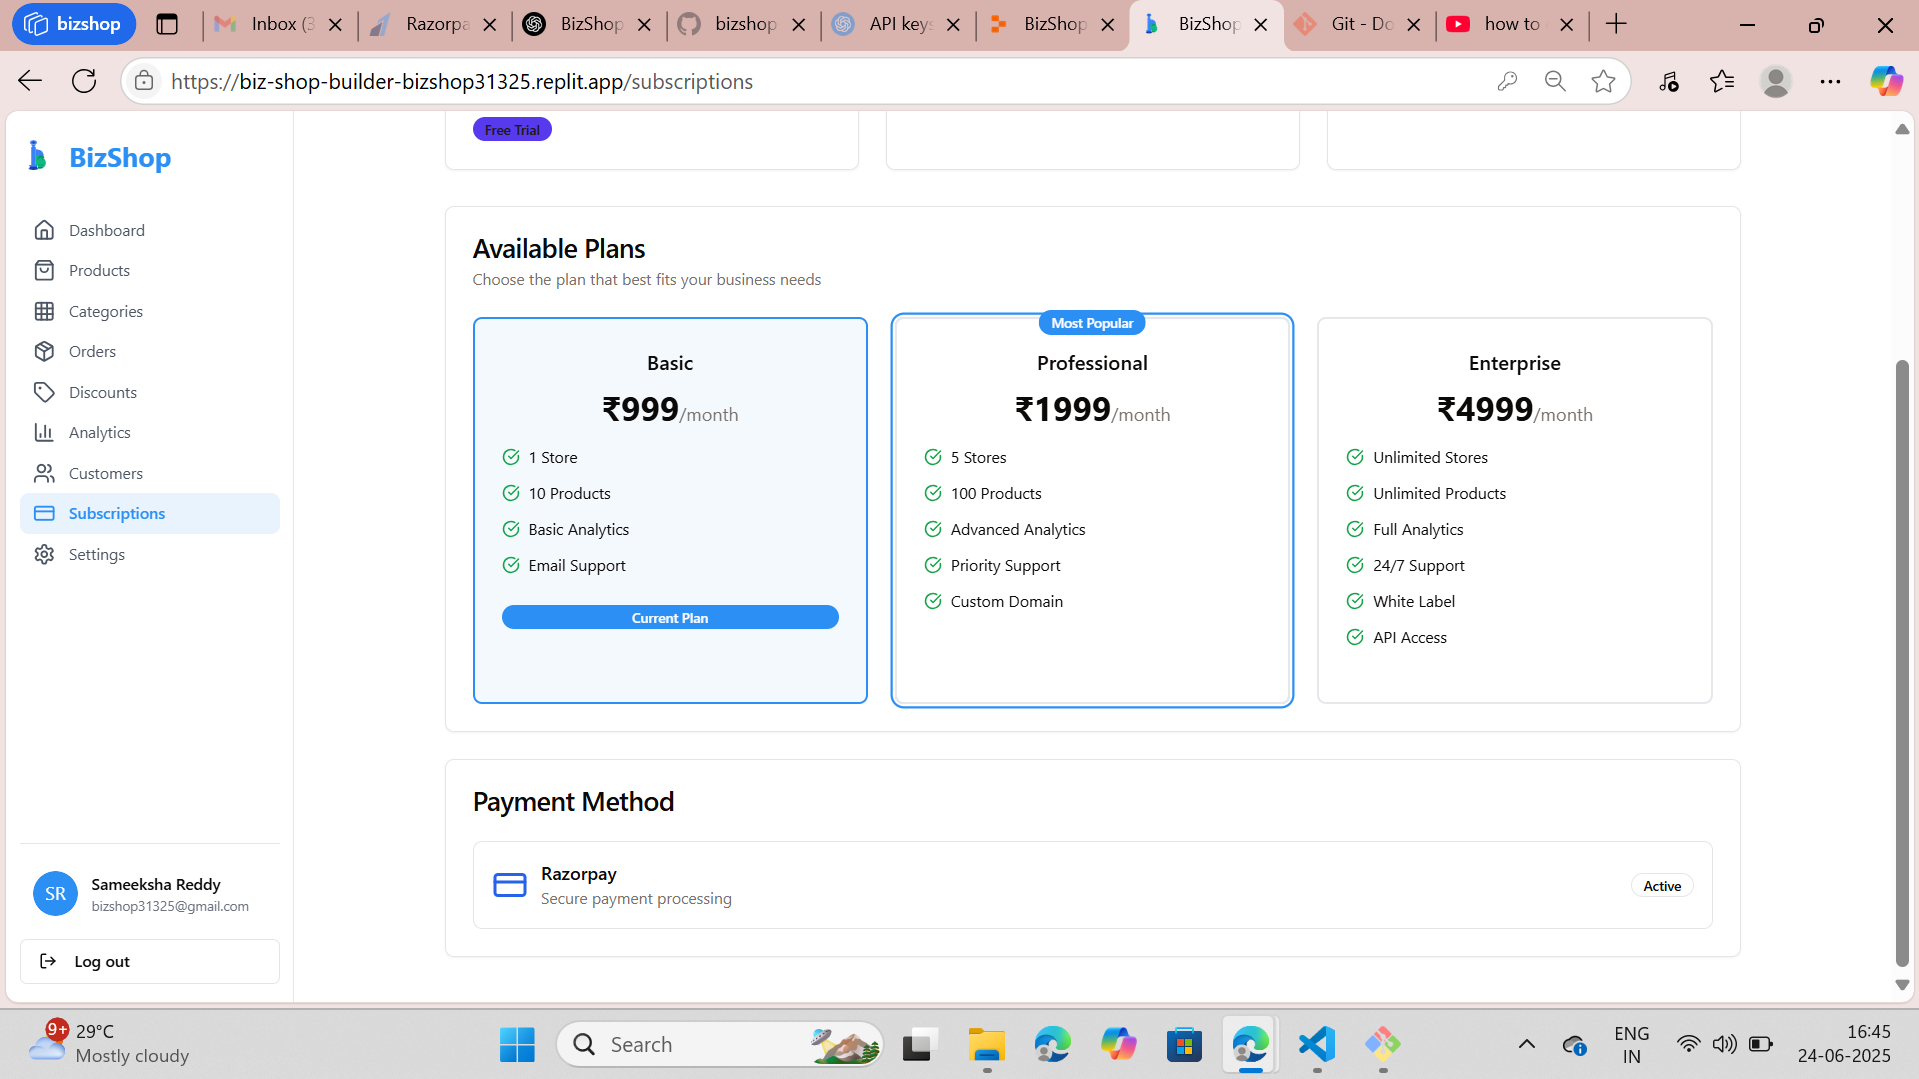 bizshop
Inbox (3
Razorpa
BizShop
bizshop
API keys
BizShop
BizShop
Git - Do
how to
https://biz-shop-builder-bizshop31325.replit.app/subscriptions
BizShop
Dashboard
Products
Categories
Orders
Discounts
Analytics
Customers
Subscriptions
Settings
SR
Sameeksha Reddy
bizshop31325@gmail.com
Log out
Free Trial
Available Plans
Choose the plan that best fits your business needs
Basic
₹999/month
1 Store
10 Products
Basic Analytics
Email Support
Current Plan
Most Popular
Professional
₹1999/month
5 Stores
100 Products
Advanced Analytics
Priority Support
Custom Domain
Enterprise
₹4999/month
Unlimited Stores
Unlimited Products
Full Analytics
24/7 Support
White Label
API Access
Payment Method
Razorpay
Secure payment processing
Active
9+
29°C
Mostly cloudy
Search
ENG
IN
16:45
24-06-2025